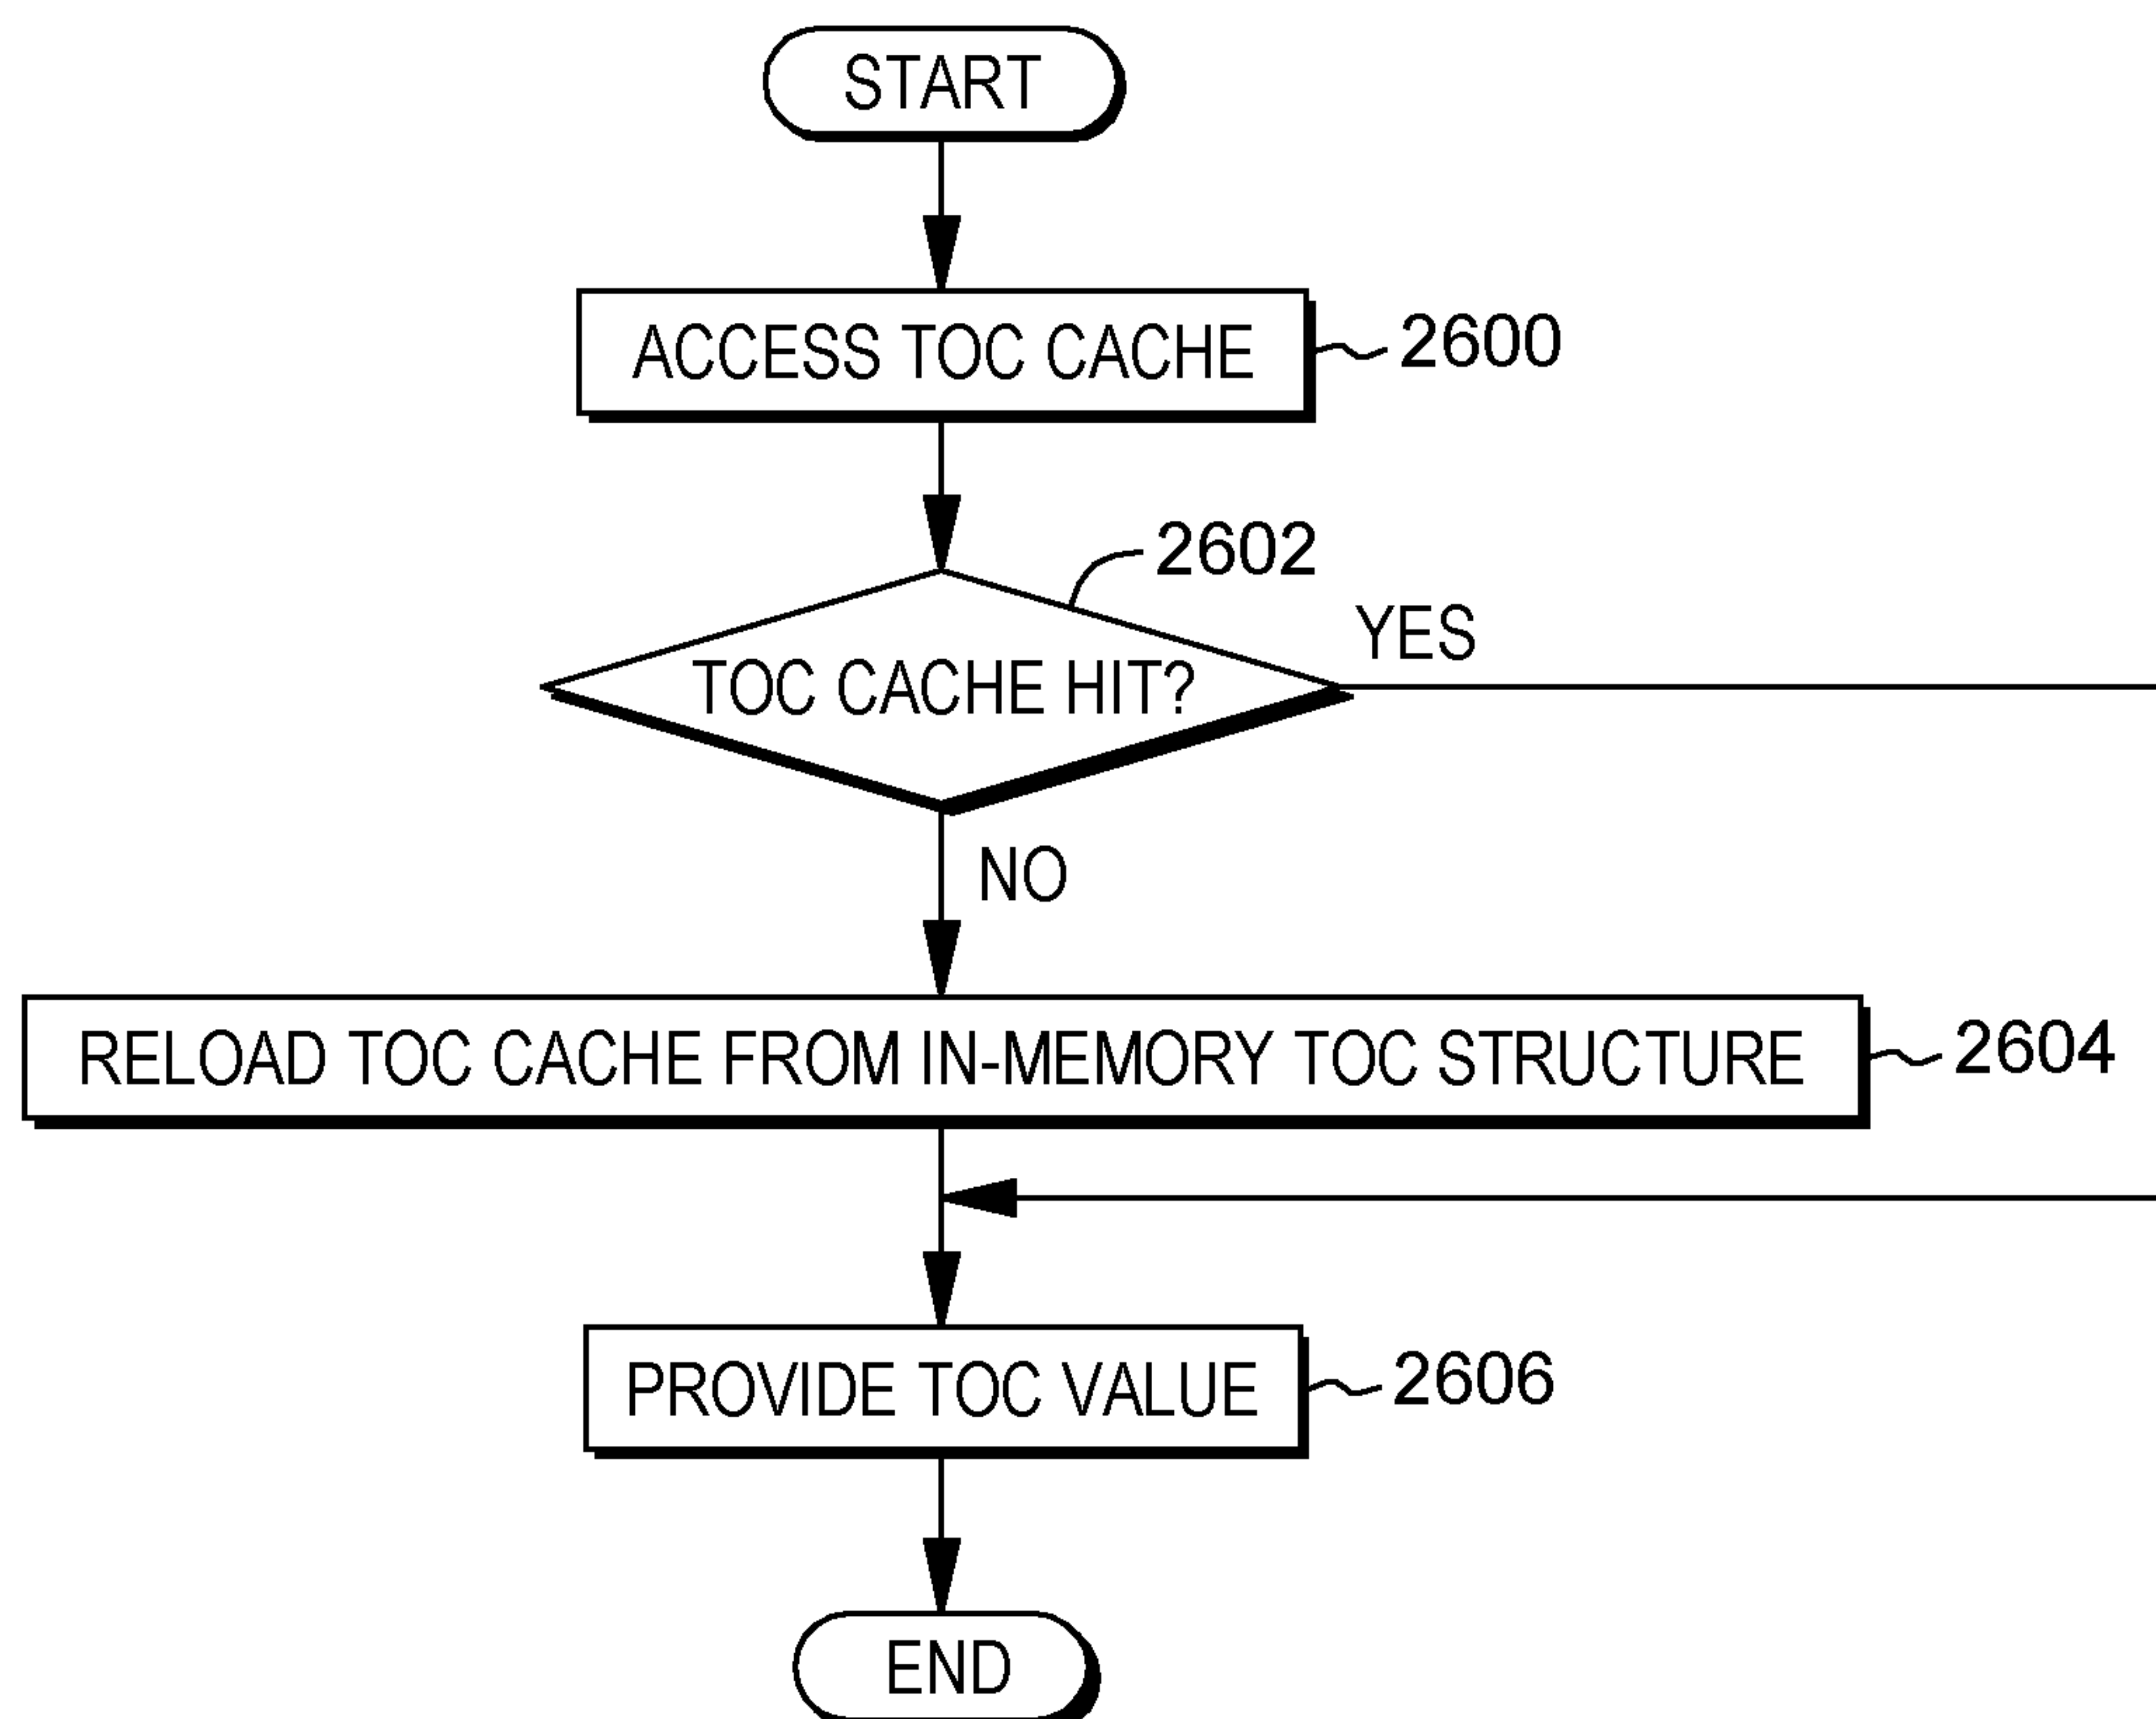 START
ACCESS TOC CACHE
2600
2602
TOC CACHE HIT?
YES
NO
RELOAD TOC CACHE FROM IN-MEMORY TOC STRUCTURE
2604
PROVIDE TOC VALUE
2606
END